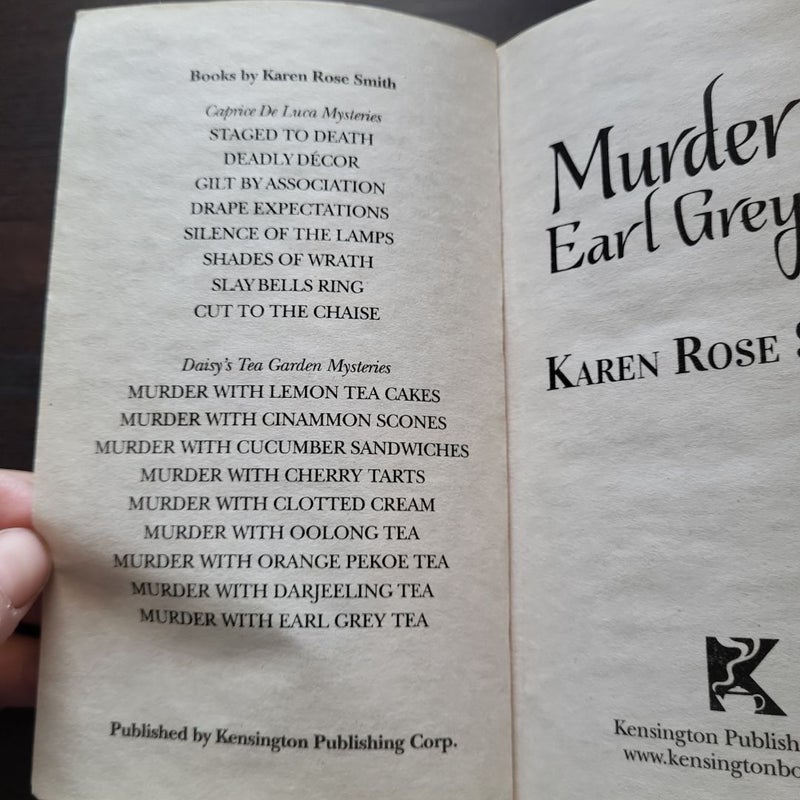 Books by Karen Rose Smith
Caprice De Luca Mysteries
STAGED TO DEATH
DEADLY DÉCOR
GILT BY ASSOCIATION
DRAPE EXPECTATIONS
SILENCE OF THE LAMPS
SHADES OF WRATH
SLAY BELLS RING
CUT TO THE CHAISE
Daisy's Tea Garden Mysteries
MURDER WITH LEMON TEA CAKES
MURDER WITH CINAMMON SCONES
MURDER WITH CUCUMBER SANDWICHES
MURDER WITH CHERRY TARTS
MURDER WITH CLOTTED CREAM
MURDER WITH OOLONG TEA
MURDER WITH ORANGE PEKOE TEA
MURDER WITH DARJEELING TEA
MURDER WITH EARL GREY TEA
Published by Kensington Publishing Corp.
Murder
Earl Grey
KAREN ROSE
K
Kensington Publish
www.kensingtonbo